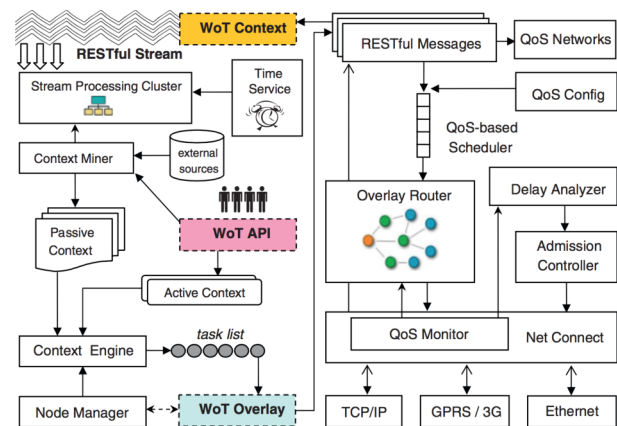 WoT Context
RESTful Stream
RESTful Messages
QoS Networks
Stream Processing Cluster
Time
Service
QoS Config
QoS-based
Scheduler
Context Miner
external
sources
Overlay Router
Delay Analyzer
Passive
Context
WoT API
Admission
Controller
Active Context
QoS Monitor
Net Connect
Context Engine
task list
Node Manager
WoT Overlay
TCP/IP
GPRS / 3G
Ethernet